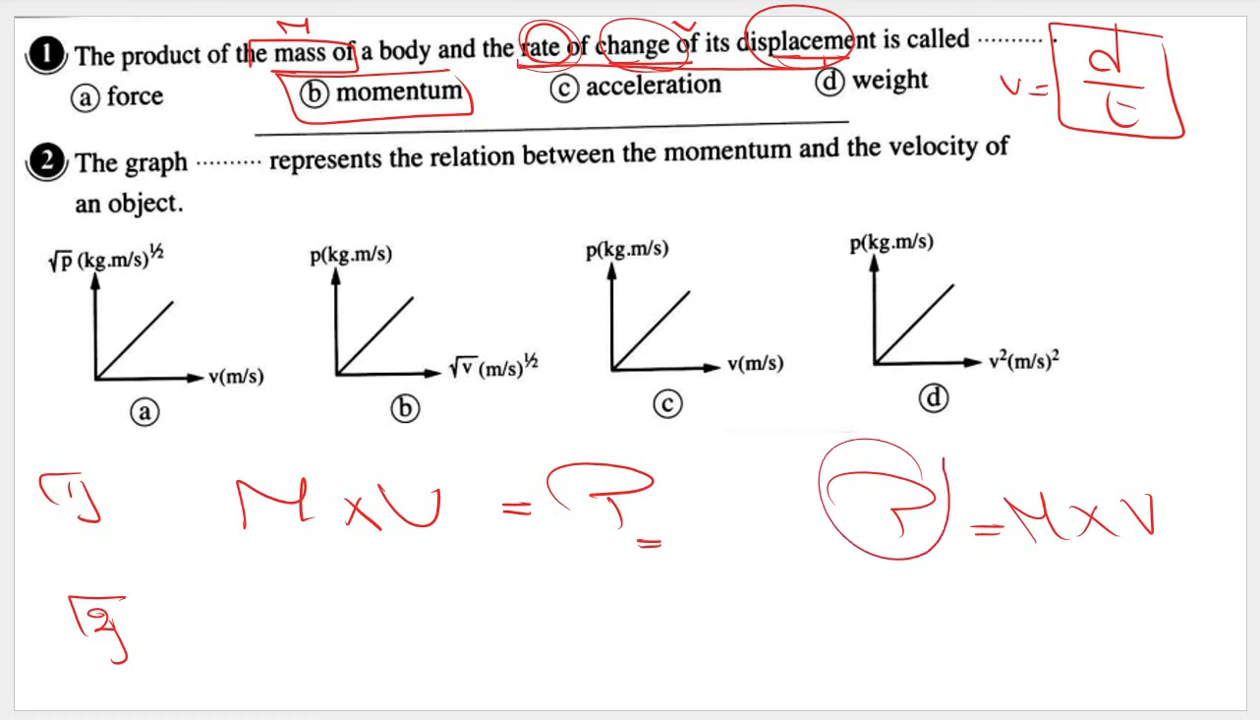 M v
1 The product of the mass of a body and the rate of change of its displacement is called ..........
a force b momentum c acceleration d weight
v = d/t
2 The graph .......... represents the relation between the momentum and the velocity of
an object.
√p (kg.m/s)^½ p(kg.m/s) p(kg.m/s) p(kg.m/s)
v(m/s) √v (m/s)^½ v(m/s) v²(m/s)²
a b c d
1 M x V = P P = M x V
2